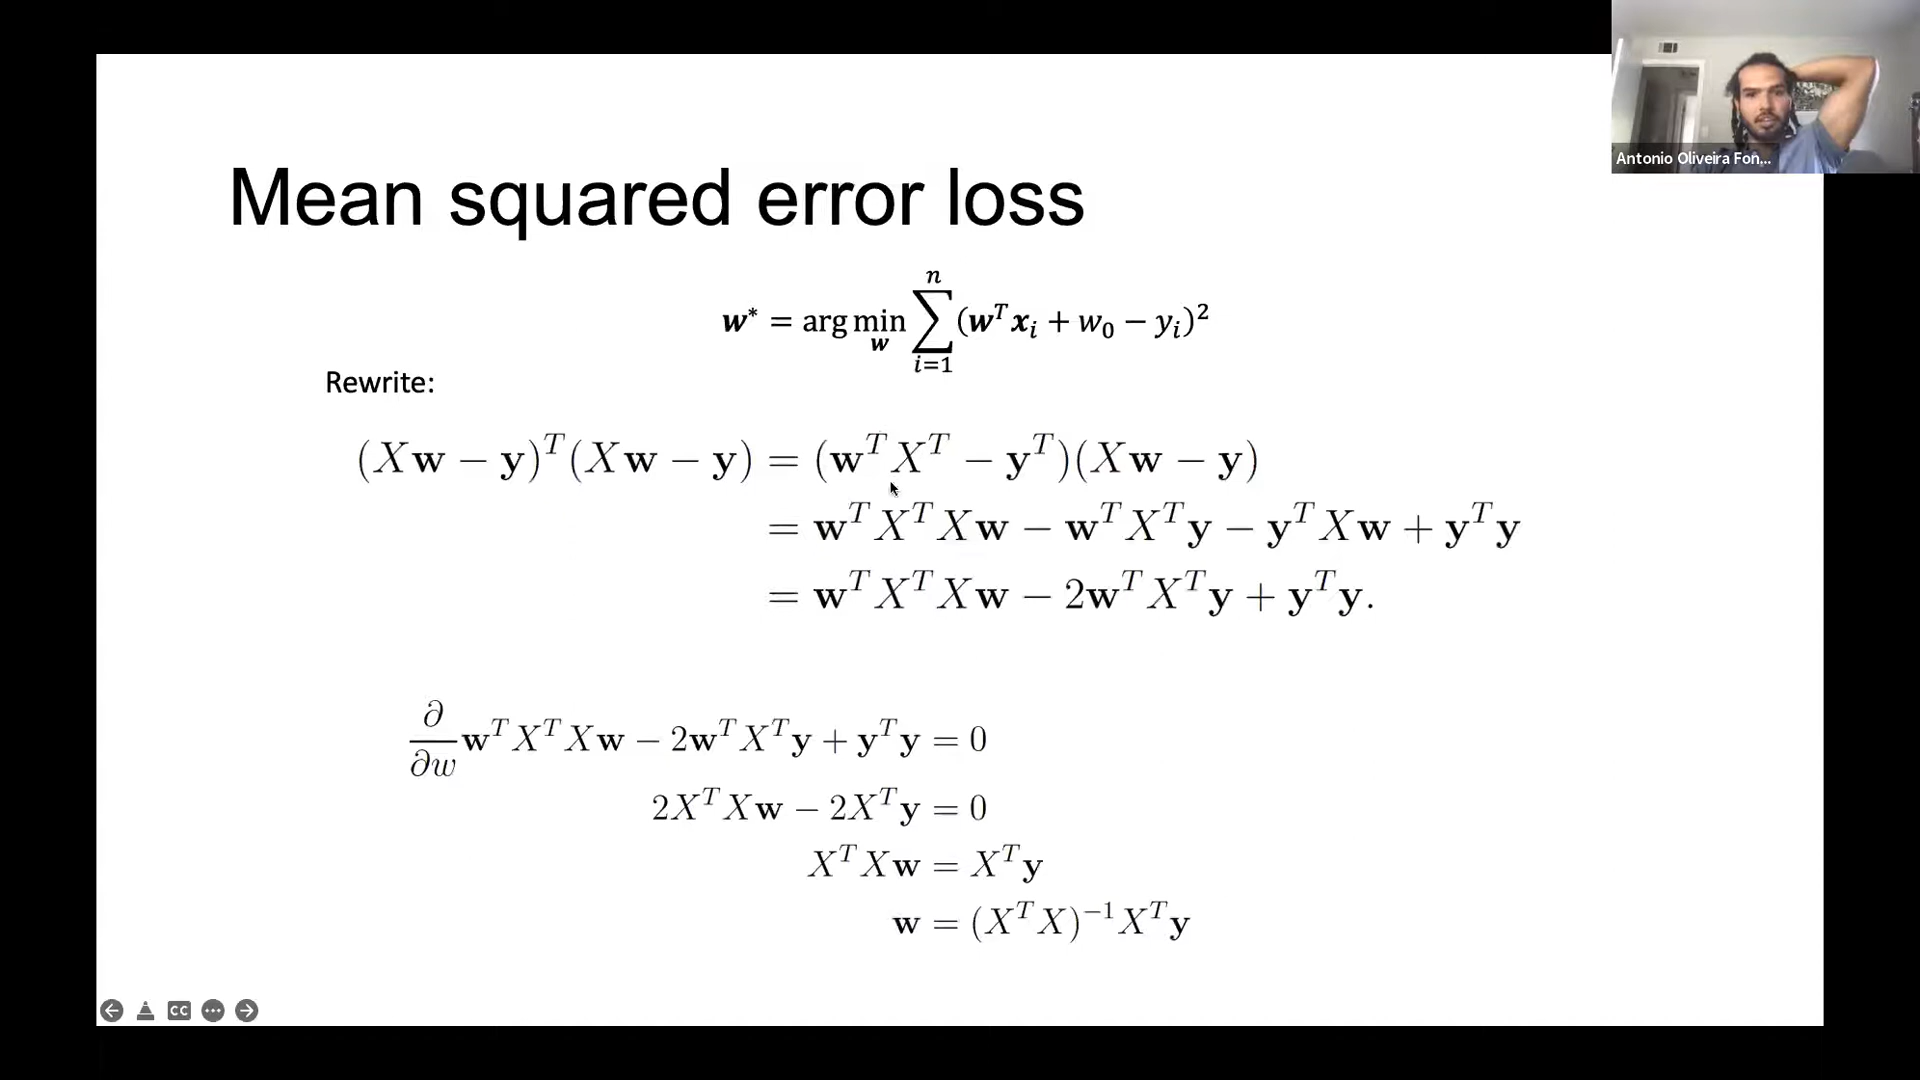 Antonio Oliveira Fon...
Mean squared error loss
w* = arg min_w ∑_{i=1}^{n} (w^T x_i + w_0 − y_i)^2
Rewrite:
(Xw − y)^T (Xw − y) = (w^T X^T − y^T)(Xw − y)
= w^T X^T Xw − w^T X^T y − y^T Xw + y^T y
= w^T X^T Xw − 2w^T X^T y + y^T y.
∂/∂w w^T X^T Xw − 2w^T X^T y + y^T y = 0
2X^T Xw − 2X^T y = 0
X^T Xw = X^T y
w = (X^T X)^{−1} X^T y
CC